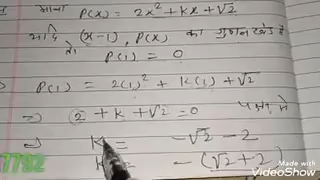 माना P(x) = 2x² + Kx + √2
यदि (x-1), P(x) का गुणनखंड है
तो P(1) = 0
P(1) = 2(1)² + K(1) + √2
⇒ 2 + K + √2 = 0
⇒ K = -√2 - 2
K = - (√2 + 2)
7792
Made with
VideoShow